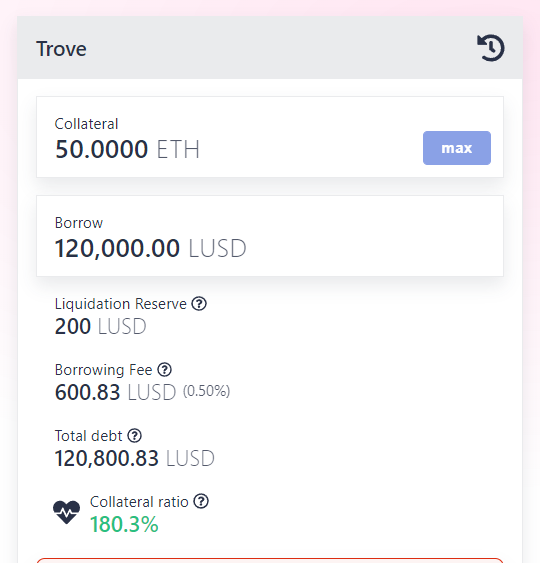 Trove
Collateral
50.0000 ETH
max
Borrow
120,000.00 LUSD
Liquidation Reserve
200 LUSD
Borrowing Fee
600.83 LUSD (0.50%)
Total debt
120,800.83 LUSD
Collateral ratio
180.3%